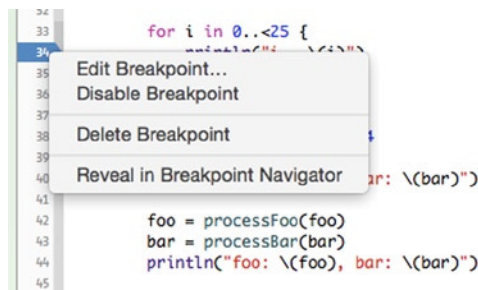 32
33 for i in 0..<25 {
34 println("i \(i)")
35 Edit Breakpoint...
36 Disable Breakpoint
37
38 Delete Breakpoint 4
39
40 Reveal in Breakpoint Navigator ar: \(bar)")
41
42 foo = processFoo(foo)
43 bar = processBar(bar)
44 println("foo: \(foo), bar: \(bar)")
45